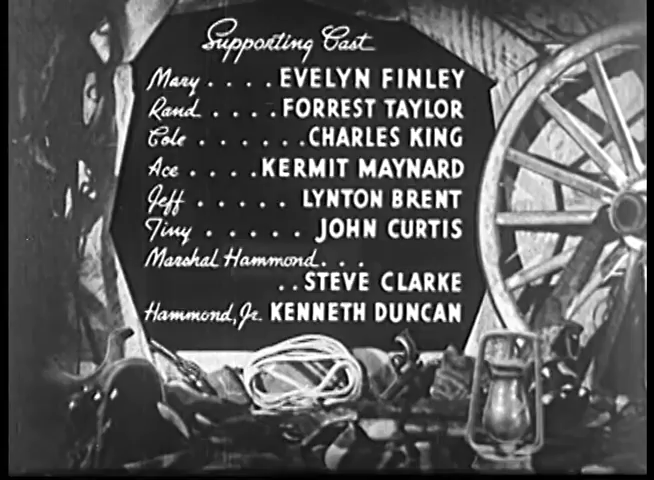 Supporting Cast
Mary . . . . EVELYN FINLEY
Rand . . . . FORREST TAYLOR
Cole . . . . . . CHARLES KING
Ace . . . . KERMIT MAYNARD
Jeff . . . . . LYNTON BRENT
Tiny . . . . . JOHN CURTIS
Marshal Hammond . . .
. . STEVE CLARKE
Hammond, Jr. KENNETH DUNCAN